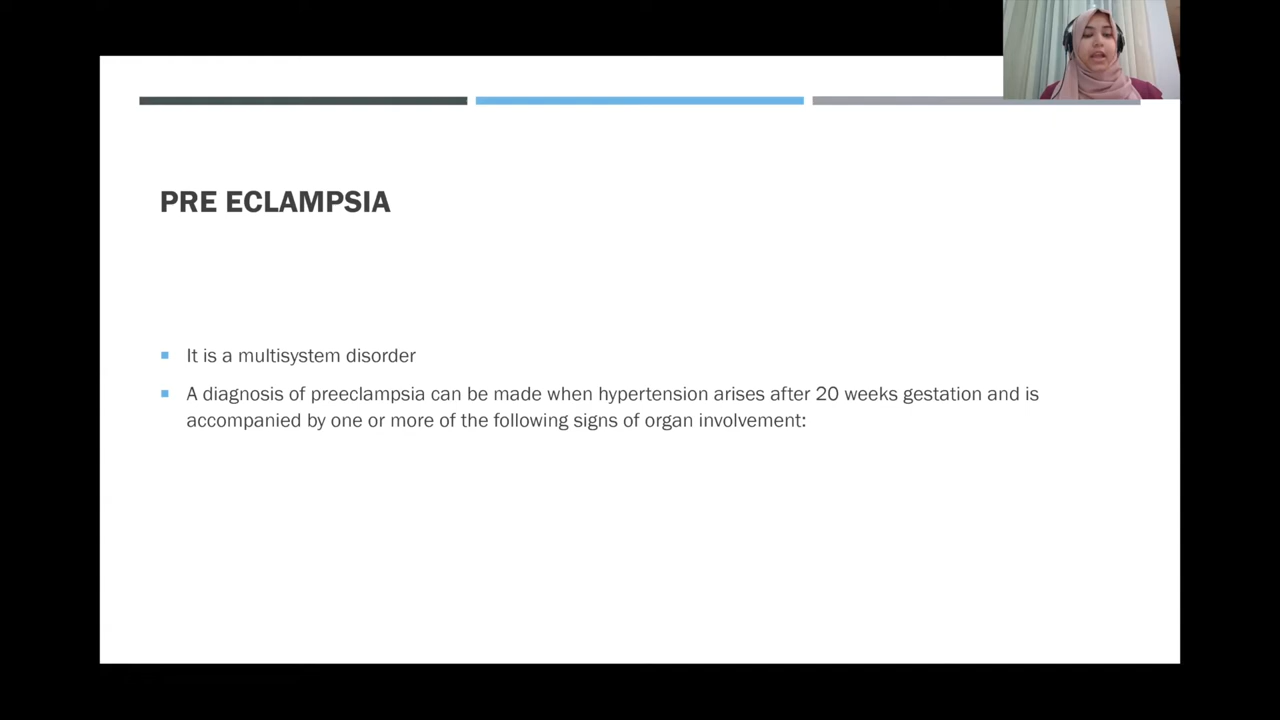 PRE ECLAMPSIA
It is a multisystem disorder
A diagnosis of preeclampsia can be made when hypertension arises after 20 weeks gestation and is
accompanied by one or more of the following signs of organ involvement: